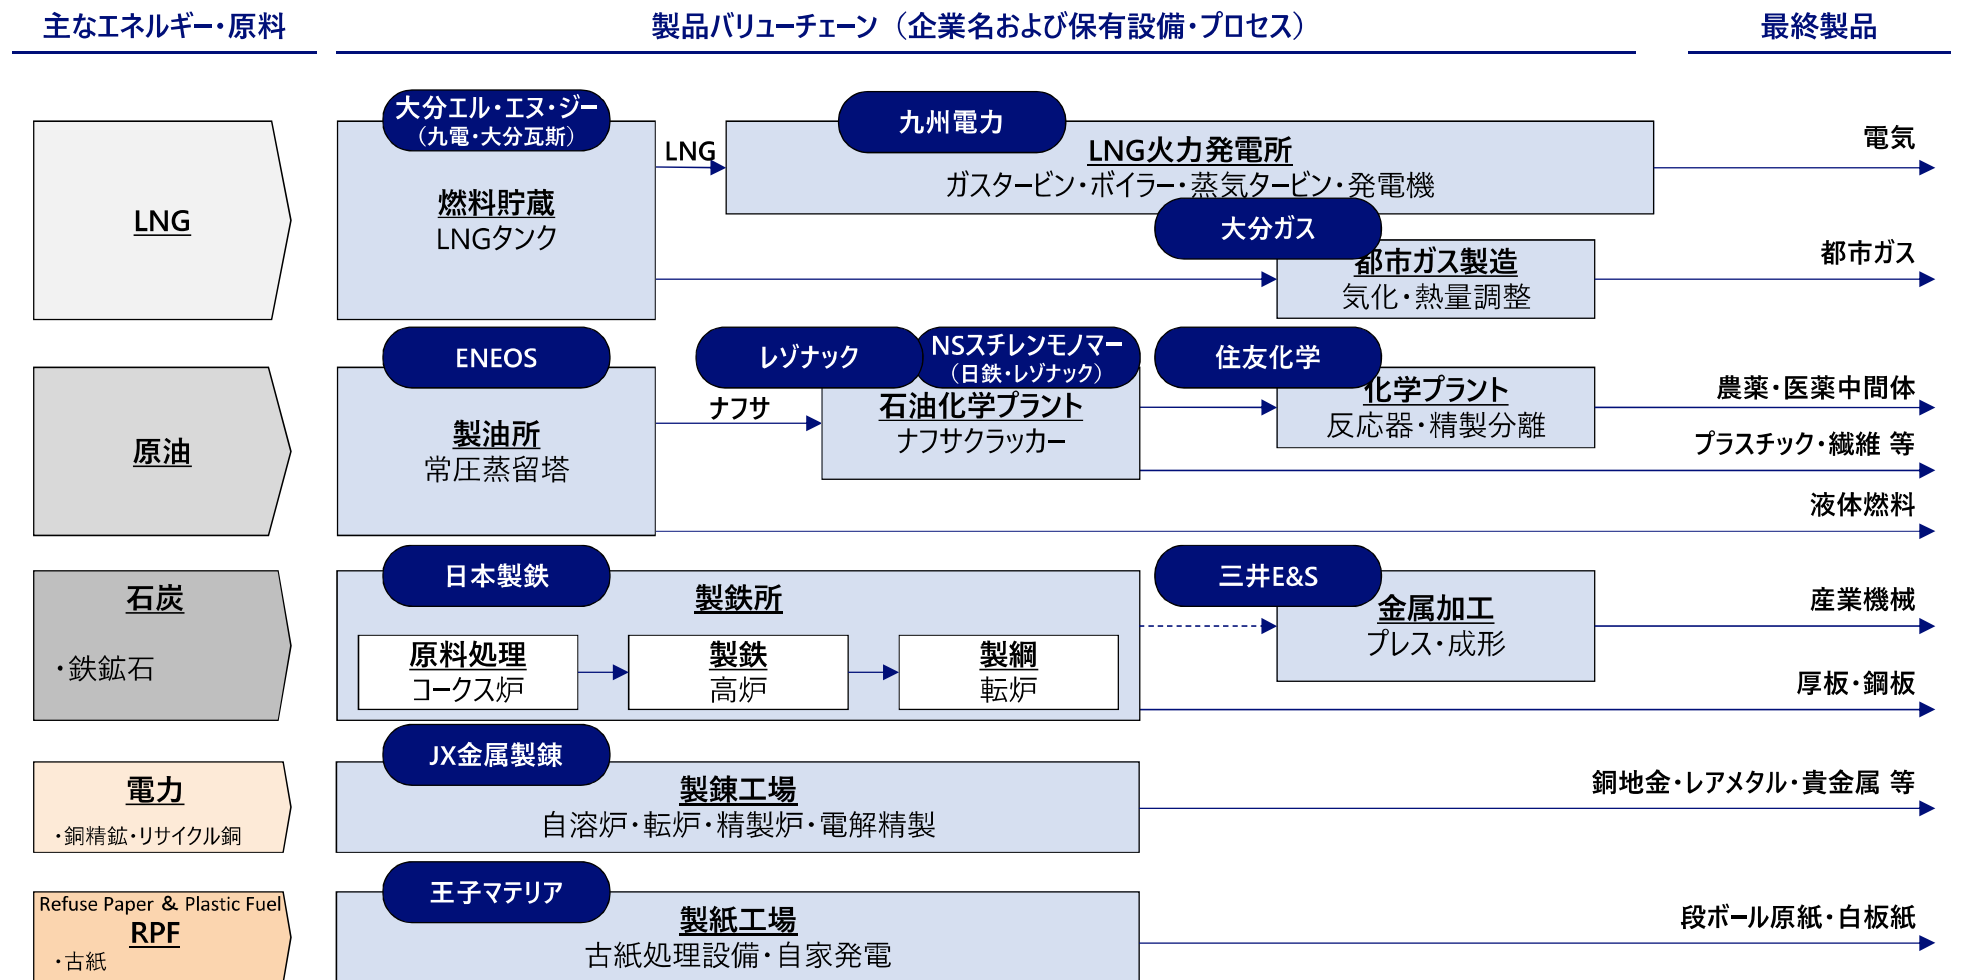 主なエネルギー・原料
製品バリューチェーン（企業名および保有設備・プロセス）
最終製品
LNG
大分エル・エヌ・ジー
（九電・大分瓦斯）
燃料貯蔵
LNGタンク
LNG
九州電力
LNG火力発電所
ガスタービン・ボイラー・蒸気タービン・発電機
電気
大分ガス
都市ガス製造
気化・熱量調整
都市ガス
原油
ENEOS
製油所
常圧蒸留塔
ナフサ
レゾナック
NSスチレンモノマー
（日鉄・レゾナック）
石油化学プラント
ナフサクラッカー
住友化学
化学プラント
反応器・精製分離
農薬・医薬中間体
プラスチック・繊維 等
液体燃料
石炭
・鉄鉱石
日本製鉄
製鉄所
原料処理
コークス炉
製鉄
高炉
製綱
転炉
三井E&S
金属加工
プレス・成形
産業機械
厚板・鋼板
電力
・銅精鉱・リサイクル銅
JX金属製錬
製錬工場
自溶炉・転炉・精製炉・電解精製
銅地金・レアメタル・貴金属 等
Refuse Paper & Plastic Fuel
RPF
・古紙
王子マテリア
製紙工場
古紙処理設備・自家発電
段ボール原紙・白板紙